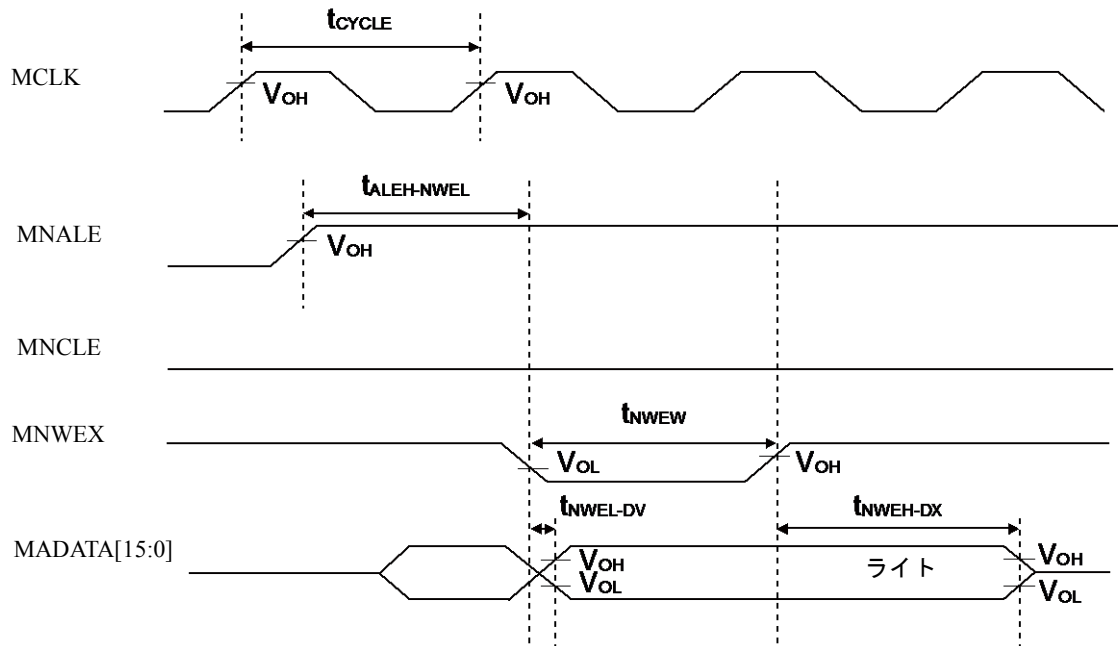 tCYCLE
MCLK
VOH
VOH
tALEH-NWEL
MNALE
VOH
MNCLE
tNWEW
MNWEX
VOL
VOH
tNWEL-DV
tNWEH-DX
MADATA[15:0]
VOH
VOL
ライト
VOH
VOL